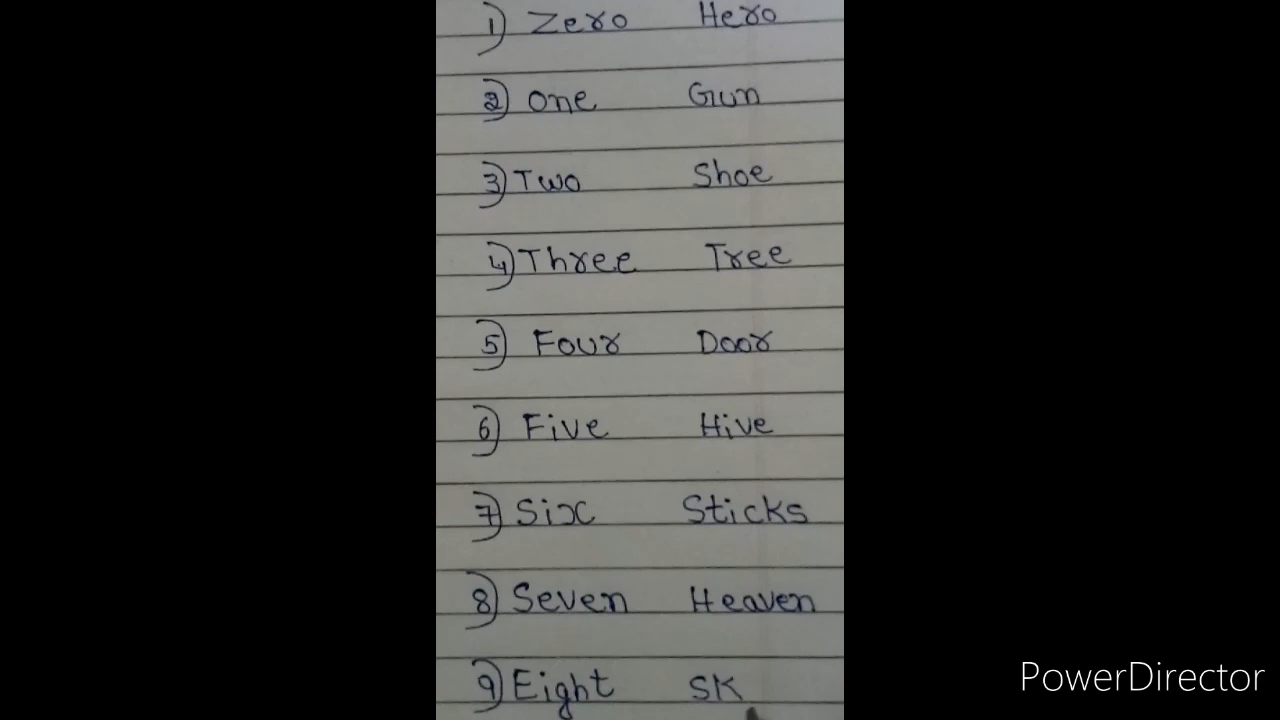 1) Zero Hero
2) One Gun
3) Two Shoe
4) Three Tree
5) Four Door
6) Five Hive
7) Six Sticks
8) Seven Heaven
9) Eight SK
PowerDirector